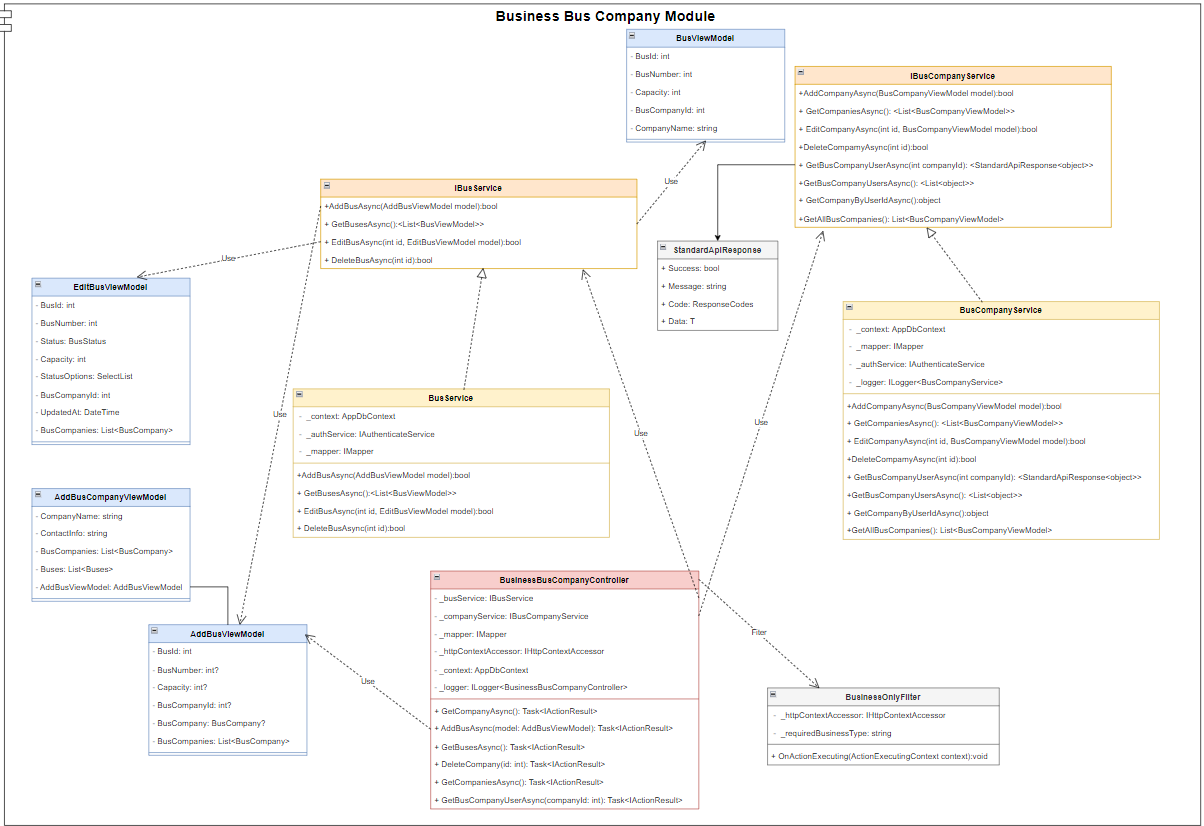 Business Bus Company Module
BusViewModel
- BusId: int
- BusNumber: int
- Capacity: int
- BusCompanyId: int
- CompanyName: string
IBusCompanyService
+AddCompanyAsync(BusCompanyViewModel model):bool
+ GetCompaniesAsync(): <List<BusCompanyViewModel>>
+ EditCompanyAsync(int id, BusCompanyViewModel model):bool
+DeleteCompamyAsync(int id):bool
+ GetBusCompanyUserAsync(int companyId): <StandardApiResponse<object>>
+GetBusCompanyUsersAsync(): <List<object>>
+ GetCompanyByUserIdAsync():object
+GetAllBusCompanies(): List<BusCompanyViewModel>
Use
IBusService
+AddBusAsync(AddBusViewModel model):bool
+ GetBusesAsync():<List<BusViewModel>>
+ EditBusAsync(int id, EditBusViewModel model):bool
+ DeleteBusAsync(int id):bool
StandardApiResponse
+ Success: bool
+ Message: string
+ Code: ResponseCodes
+ Data: T
Use
EditBusViewModel
- BusId: int
- BusNumber: int
- Status: BusStatus
- Capacity: int
- StatusOptions: SelectList
- BusCompanyId: int
- UpdatedAt: DateTime
- BusCompanies: List<BusCompany>
BusCompanyService
- _context: AppDbContext
- _mapper: IMapper
- _authService: IAuthenticateService
- _logger: ILogger<BusCompanyService>
+AddCompanyAsync(BusCompanyViewModel model):bool
+ GetCompaniesAsync(): <List<BusCompanyViewModel>>
+ EditCompanyAsync(int id, BusCompanyViewModel model):bool
+DeleteCompamyAsync(int id):bool
+ GetBusCompanyUserAsync(int companyId): <StandardApiResponse<object>>
+GetBusCompanyUsersAsync(): <List<object>>
+ GetCompanyByUserIdAsync():object
+GetAllBusCompanies(): List<BusCompanyViewModel>
Use
BusService
- _context: AppDbContext
- _authService: IAuthenticateService
- _mapper: IMapper
+AddBusAsync(AddBusViewModel model):bool
+ GetBusesAsync():<List<BusViewModel>>
+ EditBusAsync(int id, EditBusViewModel model):bool
+ DeleteBusAsync(int id):bool
Use
Use
AddBusCompanyViewModel
- CompanyName: string
- ContactInfo: string
- BusCompanies: List<BusCompany>
- Buses: List<Buses>
- AddBusViewModel: AddBusViewModel
BusinessBusCompanyController
- _busService: IBusService
- _companyService: IBusCompanyService
- _mapper: IMapper
- _httpContextAccessor: IHttpContextAccessor
- _context: AppDbContext
- _logger: ILogger<BusinessBusCompanyController>
+ GetCompanyAsync(): Task<IActionResult>
+ AddBusAsync(model: AddBusViewModel): Task<IActionResult>
+ GetBusesAsync(): Task<IActionResult>
+ DeleteCompany(id: int): Task<IActionResult>
+ GetCompaniesAsync(): Task<IActionResult>
+ GetBusCompanyUserAsync(companyId: int): Task<IActionResult>
AddBusViewModel
- BusId: int
- BusNumber: int?
- Capacity: int?
- BusCompanyId: int?
- BusCompany: BusCompany?
- BusCompanies: List<BusCompany>
Use
Fiter
BusinessOnlyFilter
- _httpContextAccessor: IHttpContextAccessor
- _requiredBusinessType: string
+ OnActionExecuting(ActionExecutingContext context):void